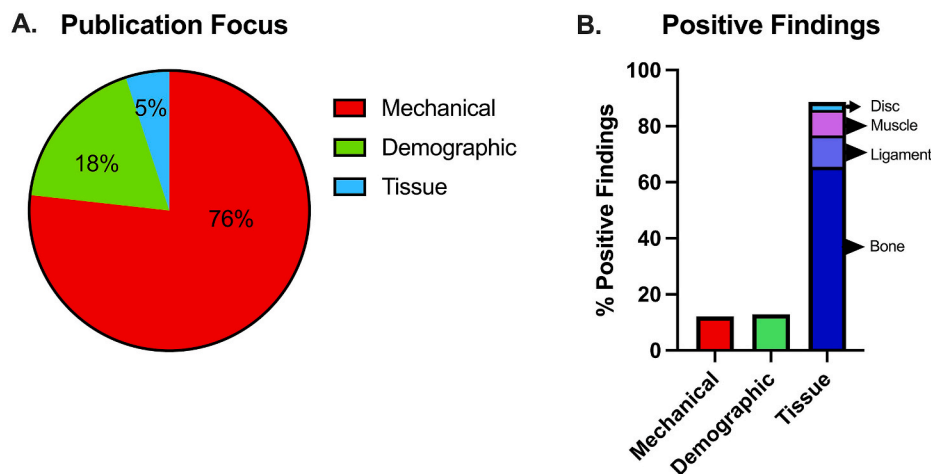 A. Publication Focus
5%
18%
76%
Mechanical
Demographic
Tissue
B. Positive Findings
% Positive Findings
100
80
60
40
20
0
Disc
Muscle
Ligament
Bone
Mechanical
Demographic
Tissue